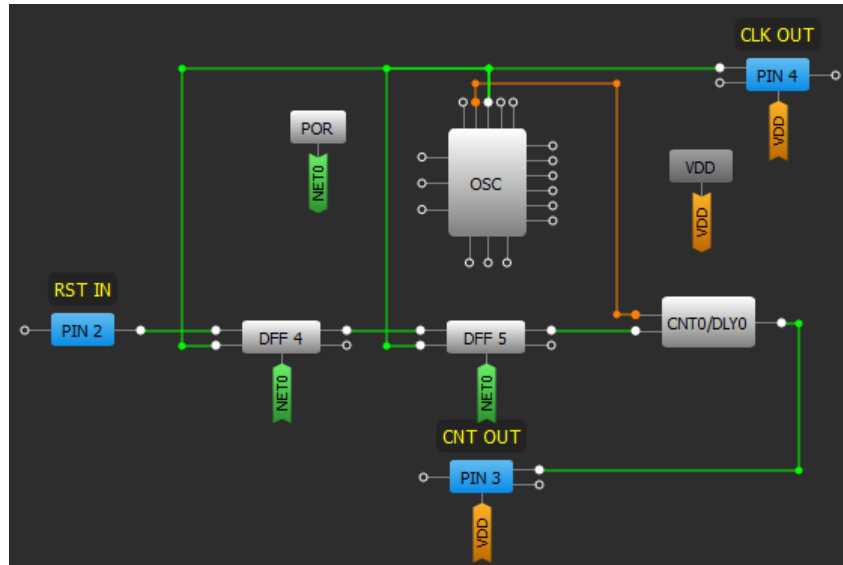 CLK OUT
PIN 4
VDD
POR
NET0
OSC
VDD
VDD
RST IN
PIN 2
DFF 4
NET0
DFF 5
NET0
CNT0/DLY0
CNT OUT
PIN 3
VDD